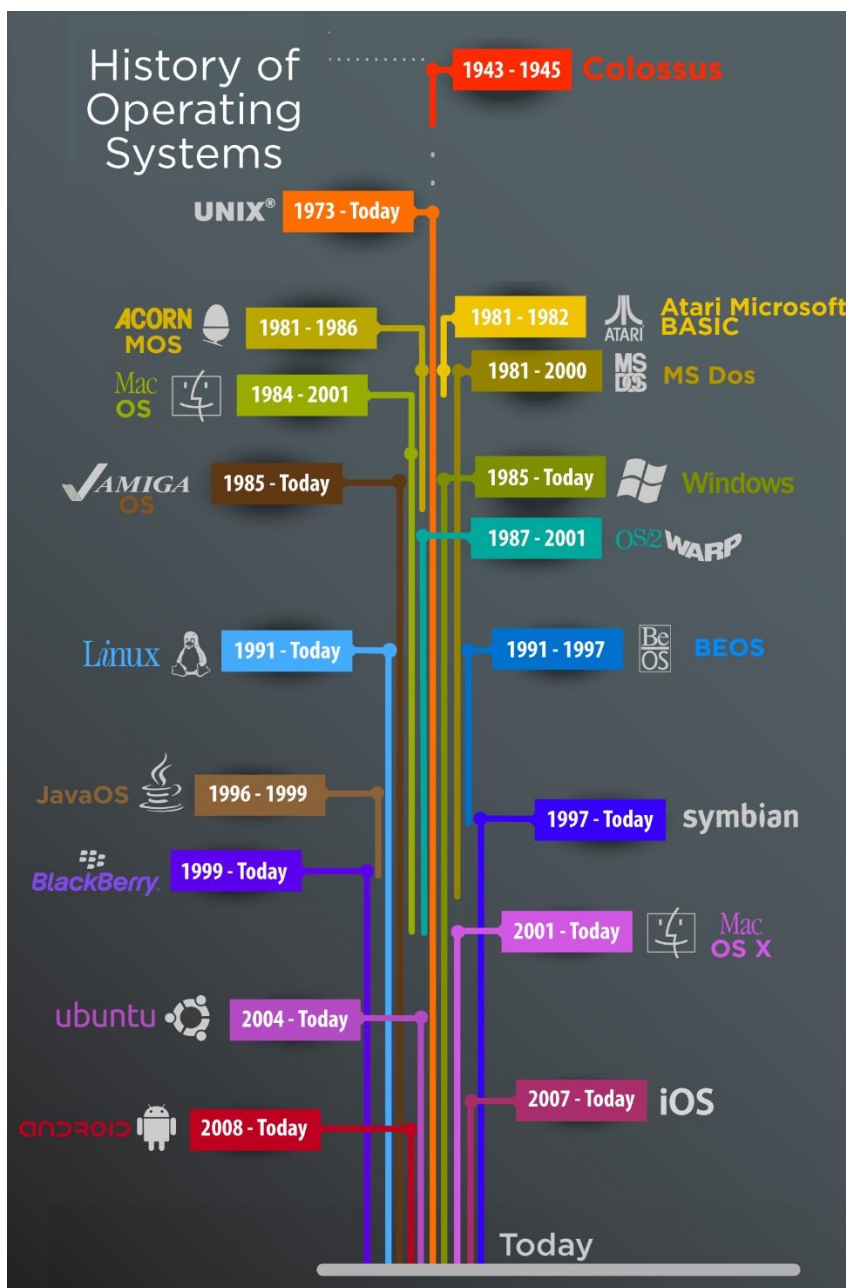 History of
Operating
Systems
1943 - 1945 Colossus
UNIX® 1973 - Today
ACORN
MOS
1981 - 1986
1981 - 1982
ATARI
Atari Microsoft
BASIC
Mac
OS
1984 - 2001
1981 - 2000
MS
DOS
MS Dos
AMIGA
OS
1985 - Today
1985 - Today
Windows
1987 - 2001
OS/2 WARP
Linux
1991 - Today
1991 - 1997
Be
OS
BEOS
JavaOS
1996 - 1999
1997 - Today
symbian
BlackBerry.
1999 - Today
2001 - Today
Mac
OS X
ubuntu
2004 - Today
2007 - Today
iOS
ANDROID
2008 - Today
Today